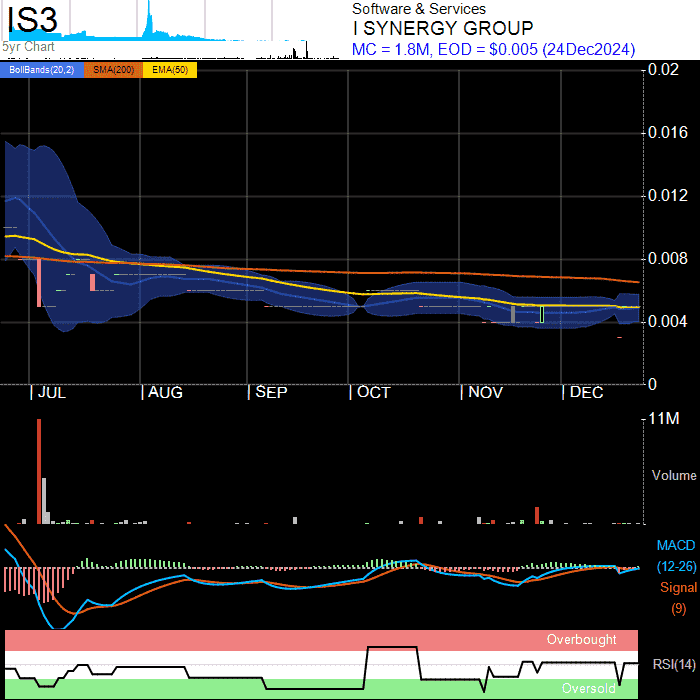 IS3
5yr Chart
Software & Services
I SYNERGY GROUP
MC = 1.8M, EOD = $0.005 (24Dec2024)
BollBands(20,2) SMA(200) EMA(50)
0.02
0.016
0.012
0.008
0.004
0
JUL AUG SEP OCT NOV DEC
11M
Volume
MACD
(12-26)
Signal
(9)
Overbought
RSI(14)
Oversold